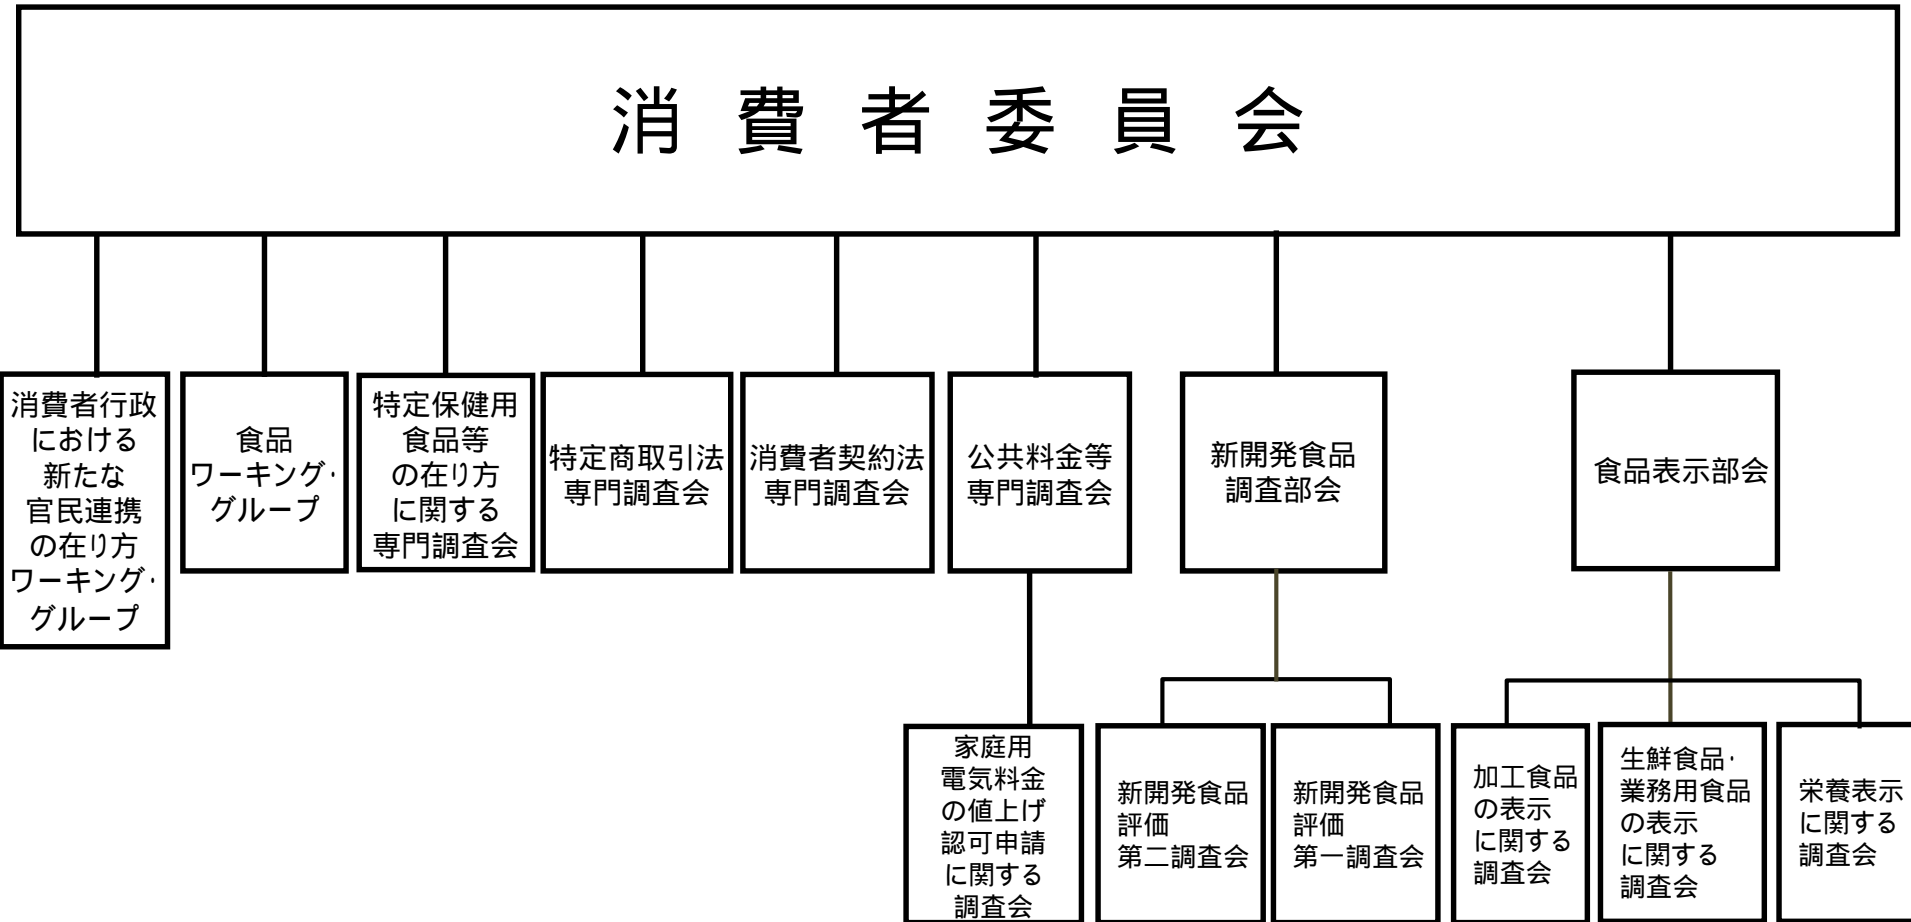 消費者委員会
消費者行政
における
新たな
官民連携
の在り方
ワーキング・
グループ
食品
ワーキング・
グループ
特定保健用
食品等
の在り方
に関する
専門調査会
特定商取引法
専門調査会
消費者契約法
専門調査会
公共料金等
専門調査会
新開発食品
調査部会
食品表示部会
家庭用
電気料金
の値上げ
認可申請
に関する
調査会
新開発食品
評価
第二調査会
新開発食品
評価
第一調査会
加工食品
の表示
に関する
調査会
生鮮食品・
業務用食品
の表示
に関する
調査会
栄養表示
に関する
調査会